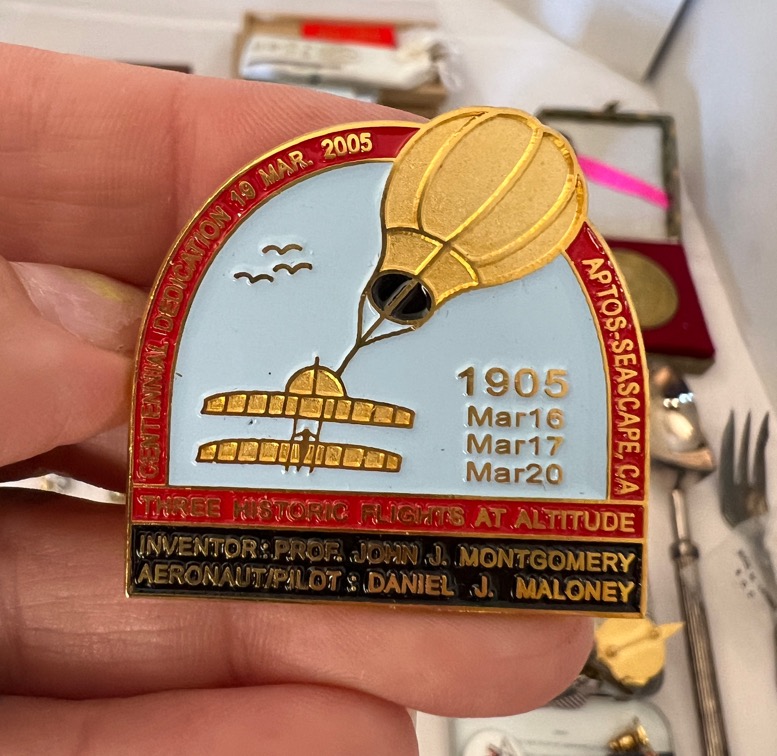 CENTENNIAL DEDICATION 19 MAR. 2005
APTOS-SEASCAPE, CA
1905
Mar16
Mar17
Mar20
THREE HISTORIC FLIGHTS AT ALTITUDE
INVENTOR: PROF. JOHN J. MONTGOMERY
AERONAUT/PILOT : DANIEL J. MALONEY